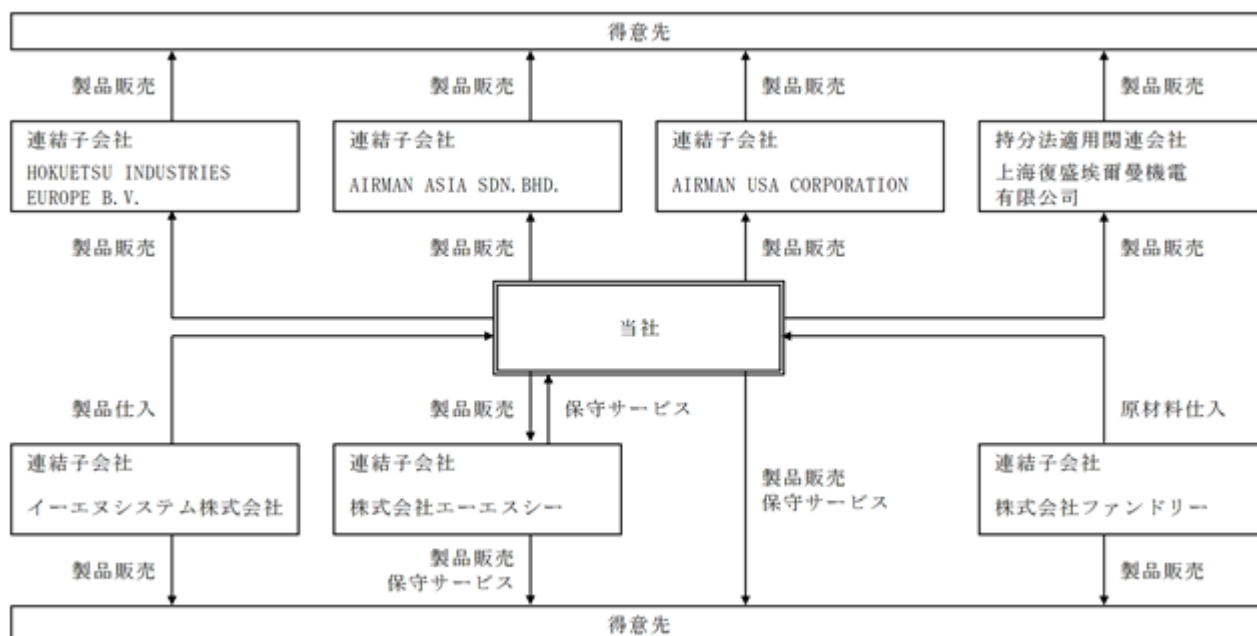 得意先
製品販売
製品販売
製品販売
製品販売
連結子会社
HOKUETSU INDUSTRIES
EUROPE B.V.
連結子会社
AIRMAN ASIA SDN.BHD.
連結子会社
AIRMAN USA CORPORATION
持分法適用関連会社
上海復盛埃爾曼機電
有限公司
製品販売
製品販売
製品販売
製品販売
当社
製品仕入
製品販売
保守サービス
原材料仕入
連結子会社
イーエヌシステム株式会社
連結子会社
株式会社エーエスシー
製品販売
保守サービス
連結子会社
株式会社ファンドリー
製品販売
製品販売
保守サービス
製品販売
得意先